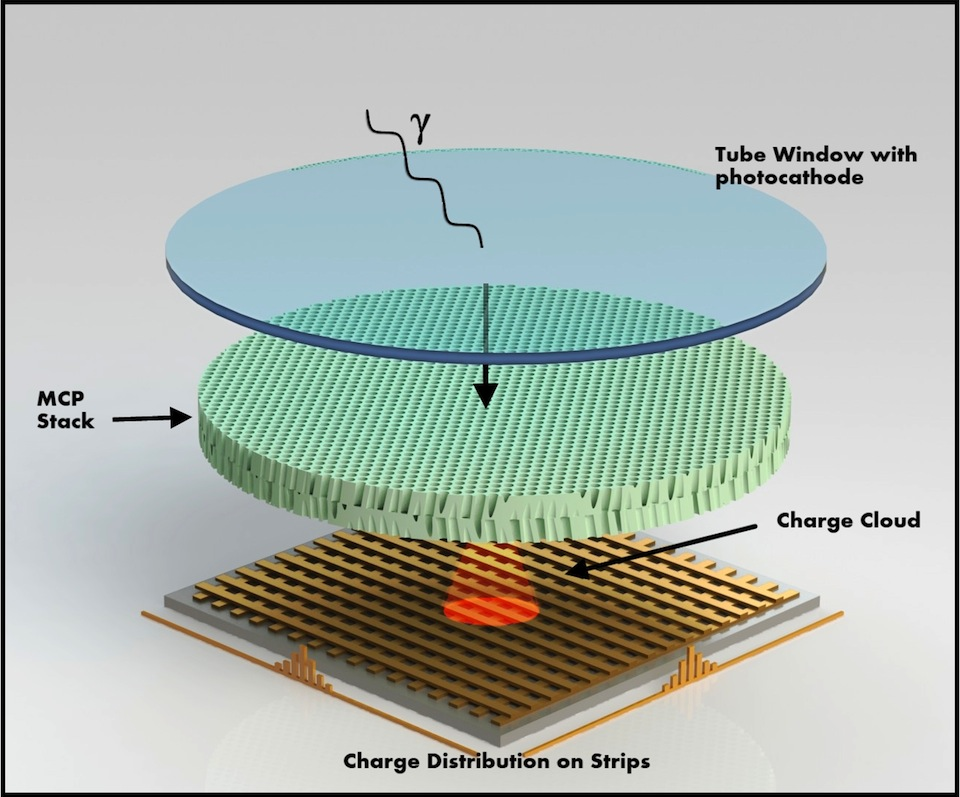 γ
Tube Window with
photocathode
MCP
Stack
Charge Cloud
Charge Distribution on Strips